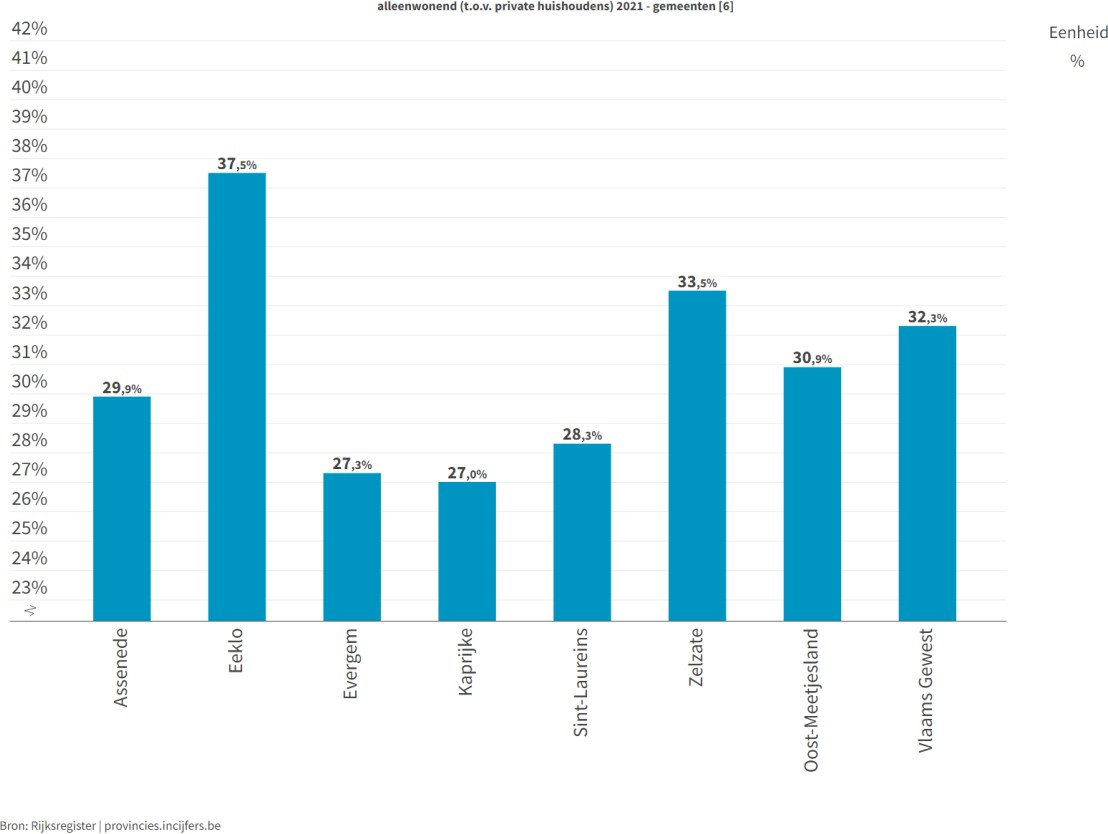 alleenwonend (t.o.v. private huishoudens) 2021 - gemeenten [6]
Eenheid
%
42%
41%
40%
39%
38%
37%
36%
35%
34%
33%
32%
31%
30%
29%
28%
27%
26%
25%
24%
23%
29,9%
37,5%
27,3%
27,0%
28,3%
33,5%
30,9%
32,3%
Assenede
Eeklo
Evergem
Kaprijke
Sint-Laureins
Zelzate
Oost-Meetjesland
Vlaams Gewest
Bron: Rijksregister | provincies.incijfers.be